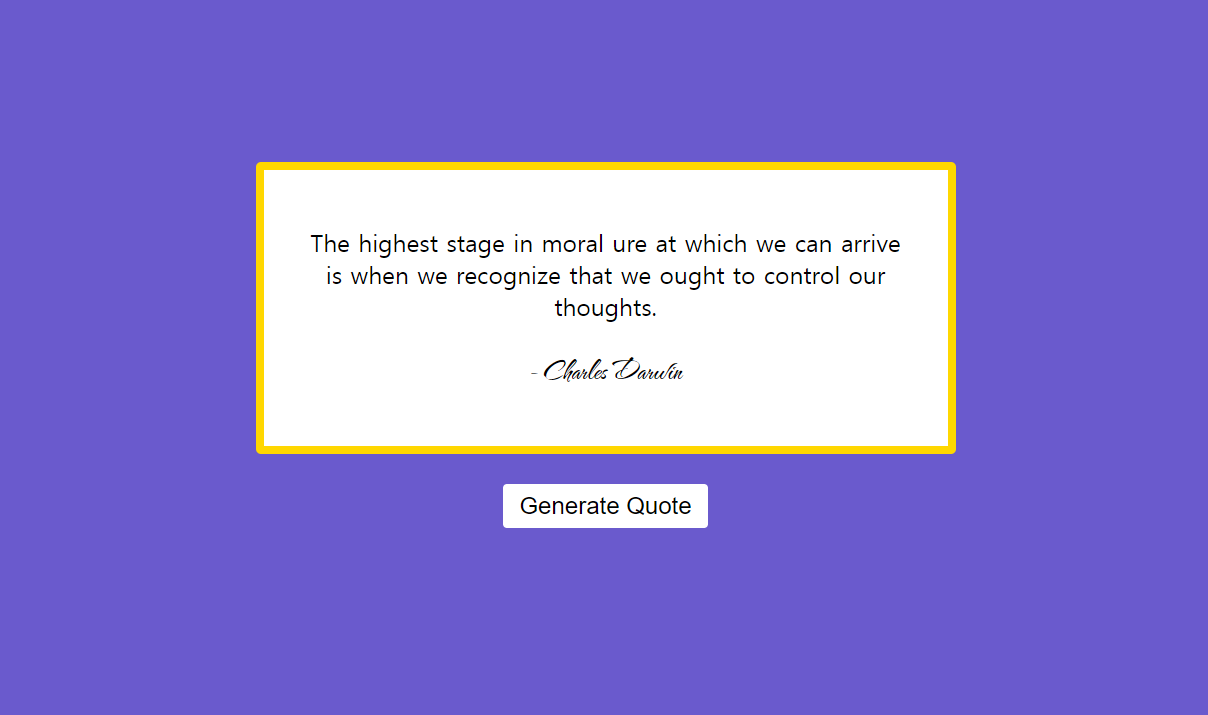 The highest stage in moral ure at which we can arrive
is when we recognize that we ought to control our
thoughts.
- Charles Darwin
Generate Quote